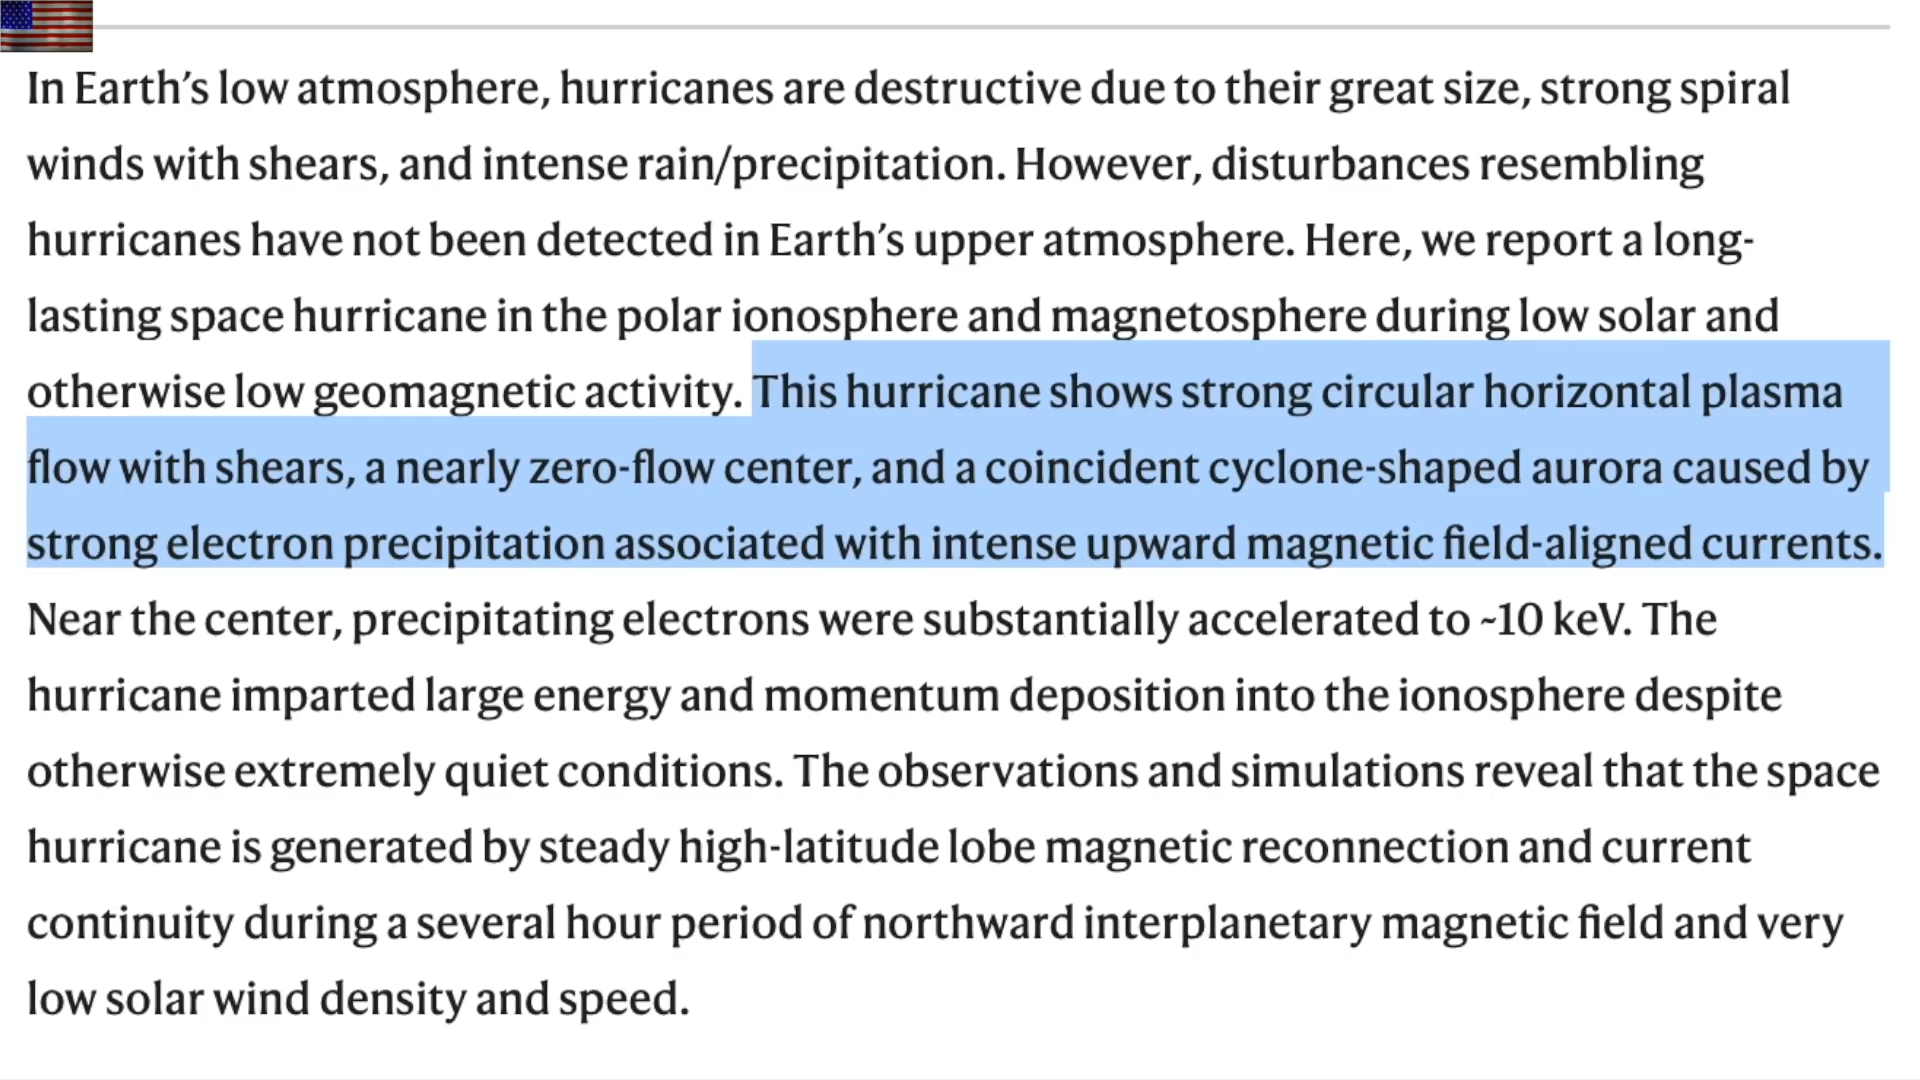 In Earth’s low atmosphere, hurricanes are destructive due to their great size, strong spiral
winds with shears, and intense rain/precipitation. However, disturbances resembling
hurricanes have not been detected in Earth’s upper atmosphere. Here, we report a long-
lasting space hurricane in the polar ionosphere and magnetosphere during low solar and
otherwise low geomagnetic activity. This hurricane shows strong circular horizontal plasma
flow with shears, a nearly zero-flow center, and a coincident cyclone-shaped aurora caused by
strong electron precipitation associated with intense upward magnetic field-aligned currents.
Near the center, precipitating electrons were substantially accelerated to ~10 keV. The
hurricane imparted large energy and momentum deposition into the ionosphere despite
otherwise extremely quiet conditions. The observations and simulations reveal that the space
hurricane is generated by steady high-latitude lobe magnetic reconnection and current
continuity during a several hour period of northward interplanetary magnetic field and very
low solar wind density and speed.